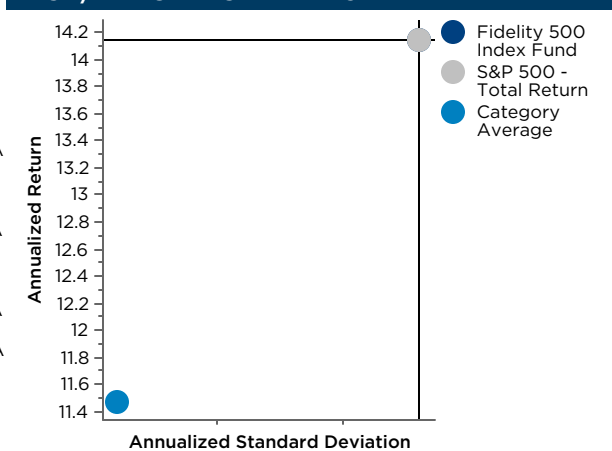 14.2
14
13.8
13.6
13.4
13.2
13
12.8
12.6
12.4
12.2
12
11.8
11.6
11.4
Annualized Return
Annualized Standard Deviation
Fidelity 500
Index Fund
S&P 500 -
Total Return
Category
Average